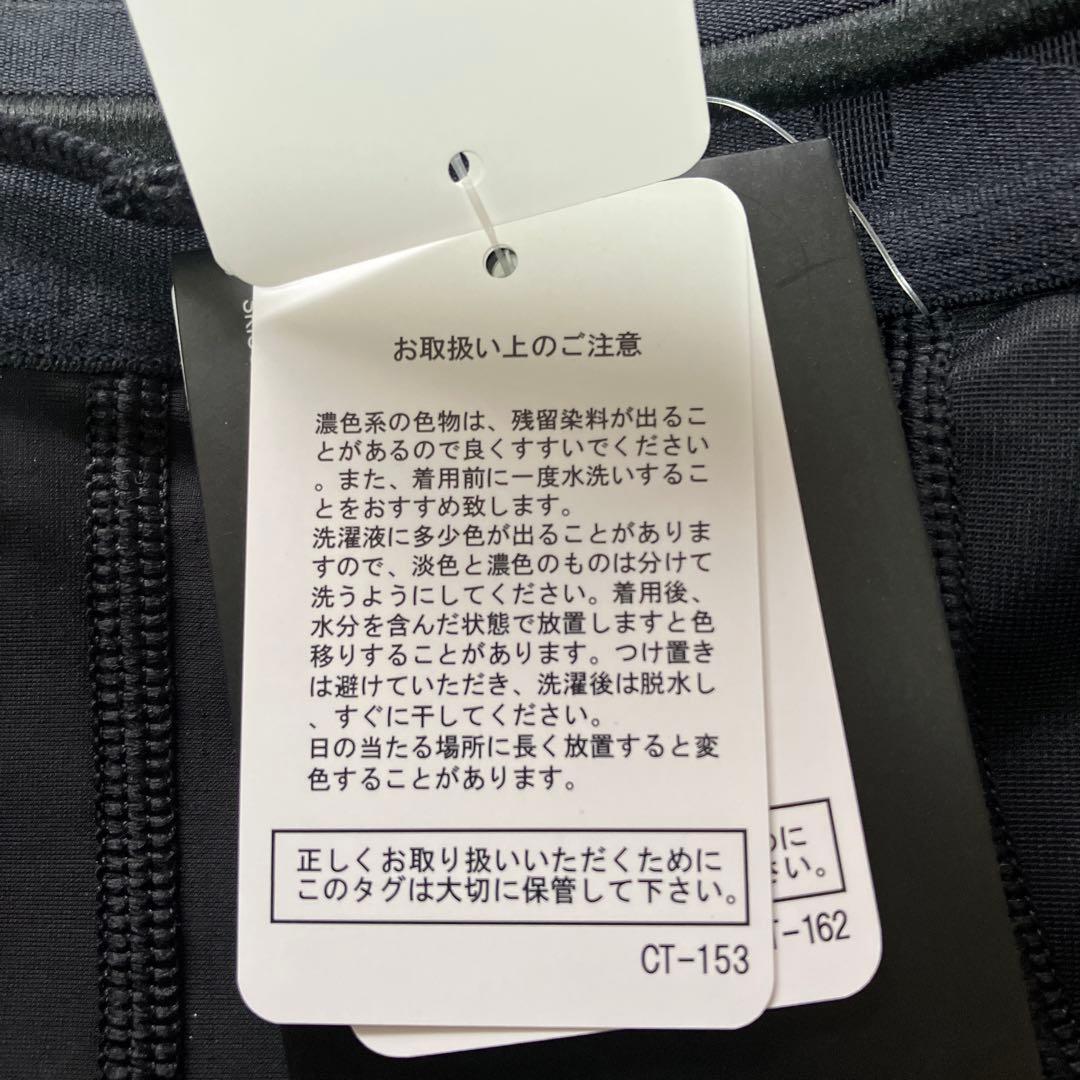 お取扱い上のご注意
濃色系の色物は、残留染料が出るこ
とがあるので良くすすいでください
。また、着用前に一度水洗いするこ
とをおすすめ致します。
洗濯液に多少色が出ることがありま
すので、淡色と濃色のものは分けて
洗うようにしてください。着用後、
水分を含んだ状態で放置しますと色
移りすることがあります。つけ置き
は避けていただき、洗濯後は脱水し
、すぐに干してください。
日の当たる場所に長く放置すると変
色することがあります。
正しくお取り扱いいただくために
このタグは大切に保管して下さい。
CT-153
に
い。
T-162